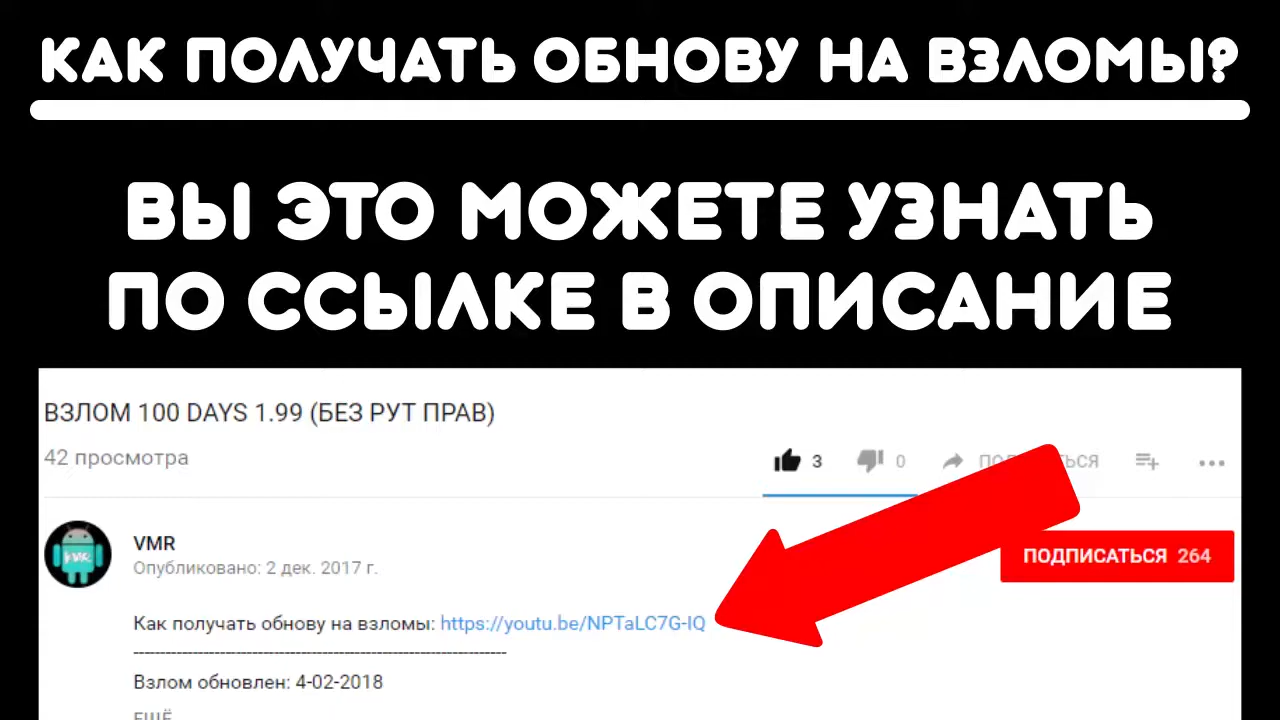 КАК ПОЛУЧАТЬ ОБНОВУ НА ВЗЛОМЫ?
ВЫ ЭТО МОЖЕТЕ УЗНАТЬ
ПО ССЫЛКЕ В ОПИСАНИЕ
ВЗЛОМ 100 DAYS 1.99 (БЕЗ РУТ ПРАВ)
42 просмотра
3
0
VMR
VMR
Опубликовано: 2 дек. 2017 г.
ПОДПИСАТЬСЯ 264
Как получать обнову на взломы: https://youtu.be/NPTaLC7G-IQ
--------------------------------------------------------------------------
Взлом обновлен: 4-02-2018
ЕЩЁ